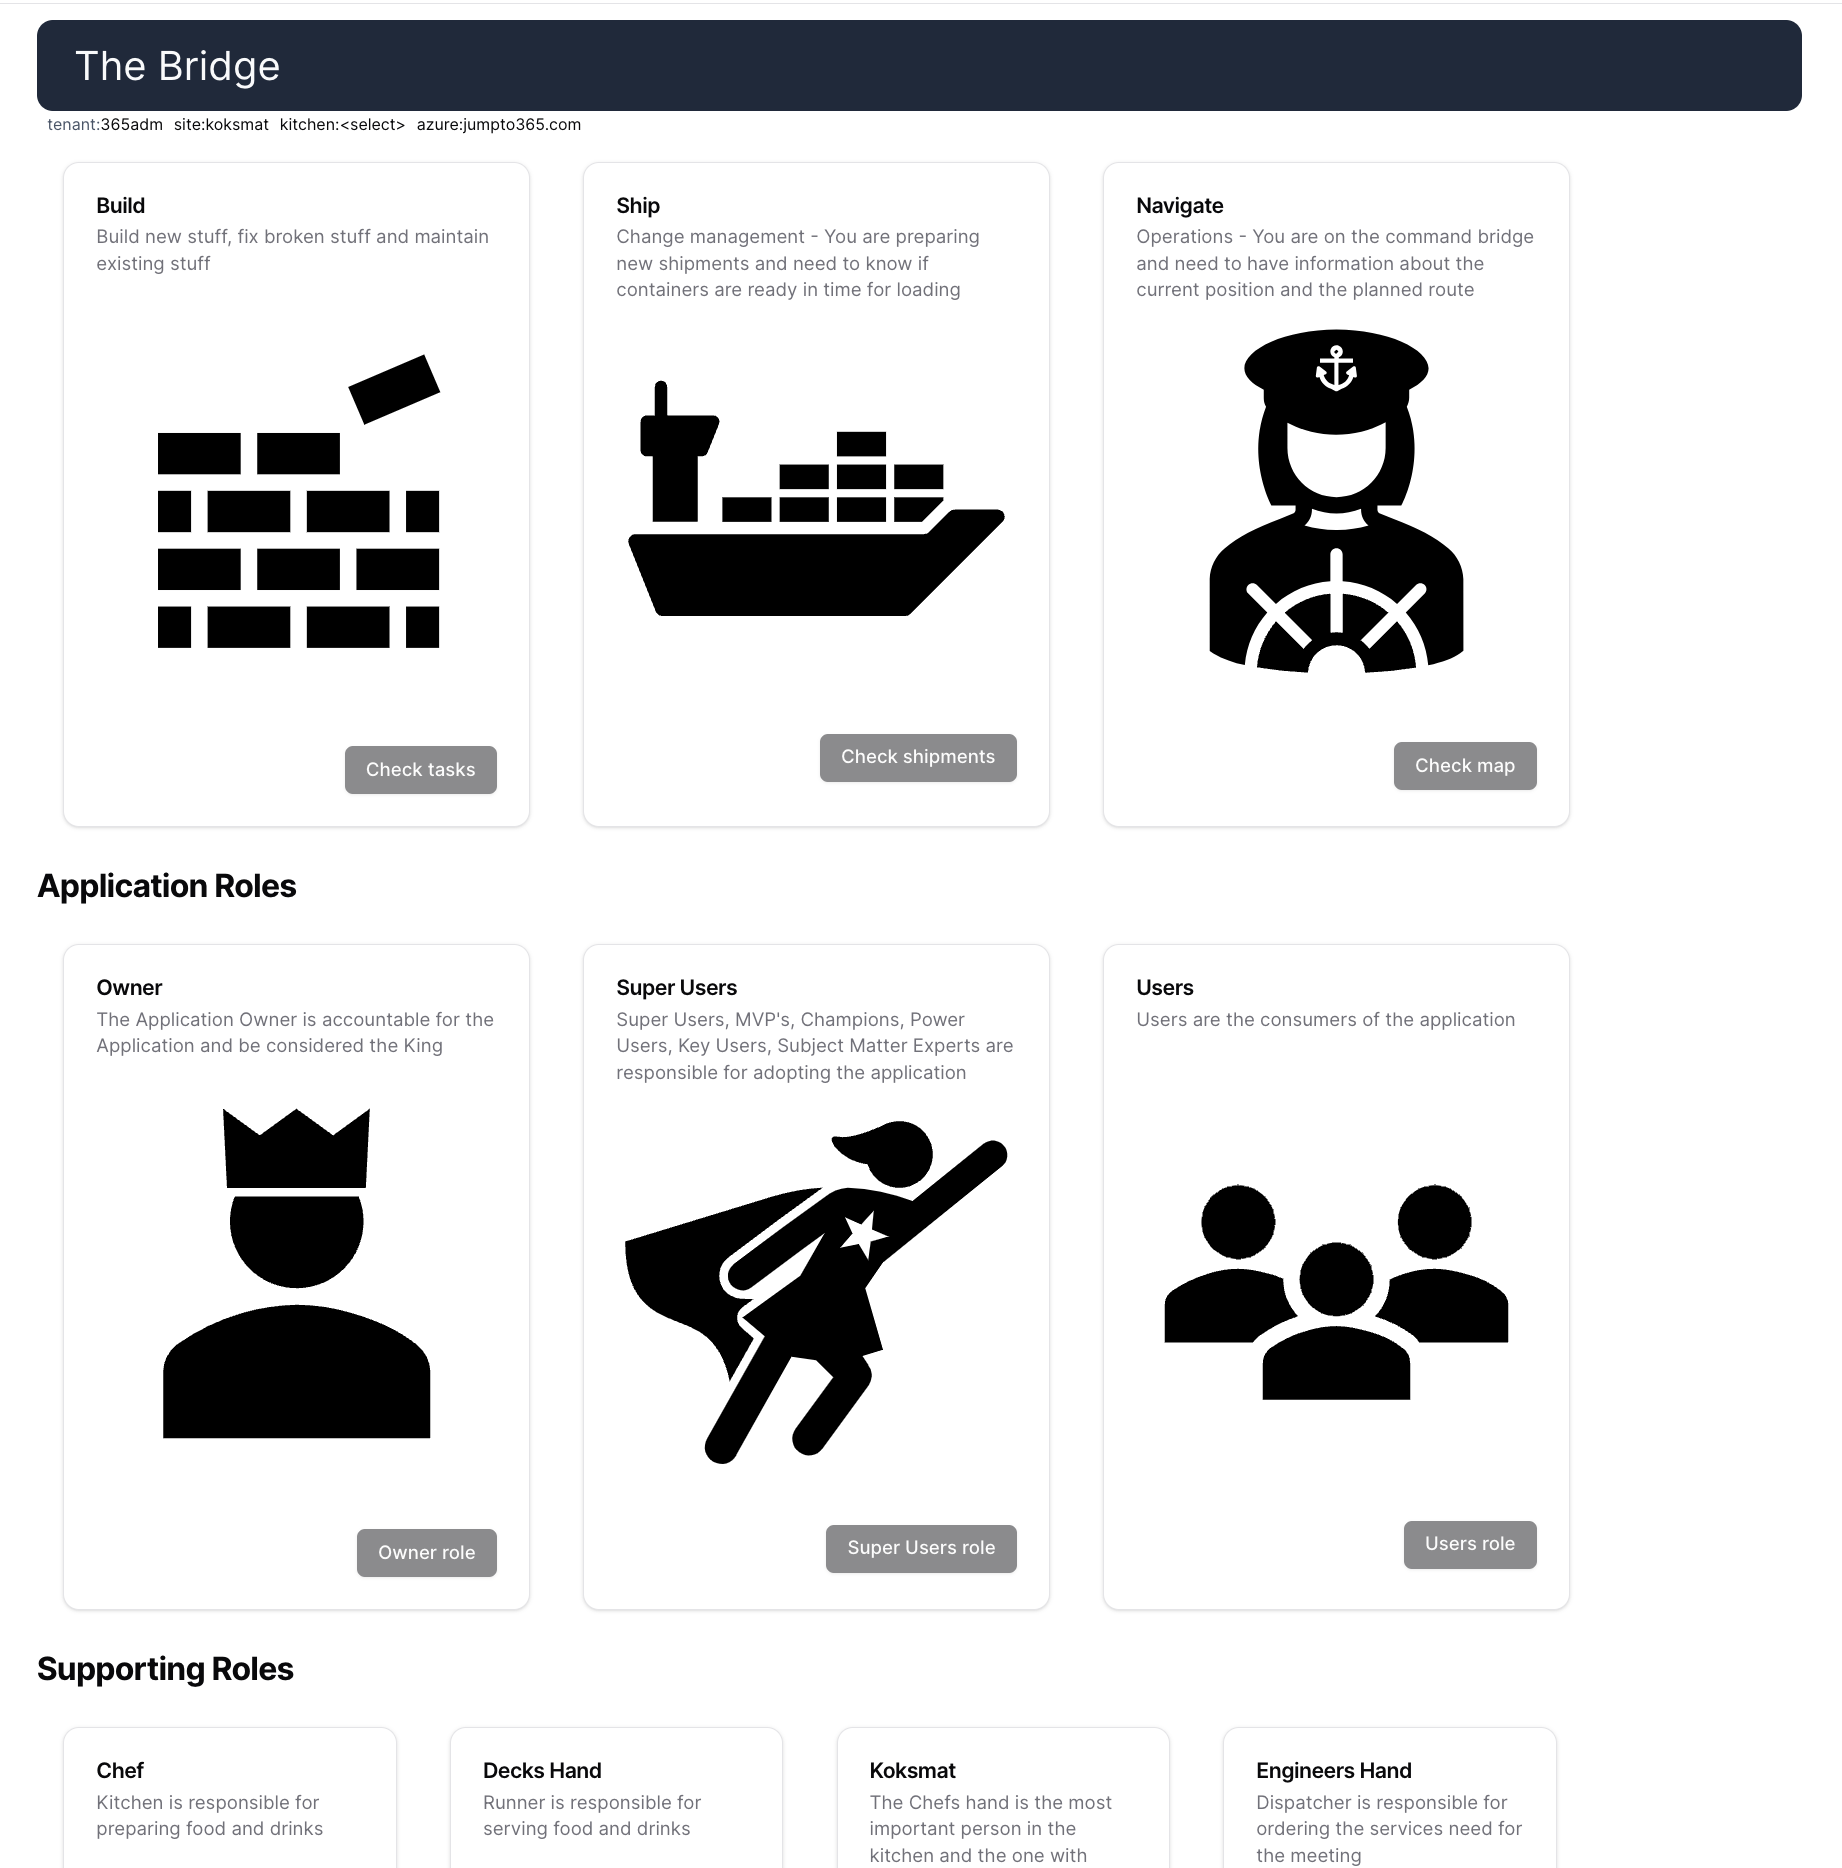 The Bridge
tenant:365adm site:koksmat kitchen:<select> azure:jumpto365.com
Build
Build new stuff, fix broken stuff and maintain
existing stuff
Check tasks
Ship
Change management - You are preparing
new shipments and need to know if
containers are ready in time for loading
Check shipments
Navigate
Operations - You are on the command bridge
and need to have information about the
current position and the planned route
Check map
Application Roles
Owner
The Application Owner is accountable for the
Application and be considered the King
Owner role
Super Users
Super Users, MVP's, Champions, Power
Users, Key Users, Subject Matter Experts are
responsible for adopting the application
Super Users role
Users
Users are the consumers of the application
Users role
Supporting Roles
Chef
Kitchen is responsible for
preparing food and drinks
Decks Hand
Runner is responsible for
serving food and drinks
Koksmat
The Chefs hand is the most
important person in the
kitchen and the one with
Engineers Hand
Dispatcher is responsible for
ordering the services need for
the meeting